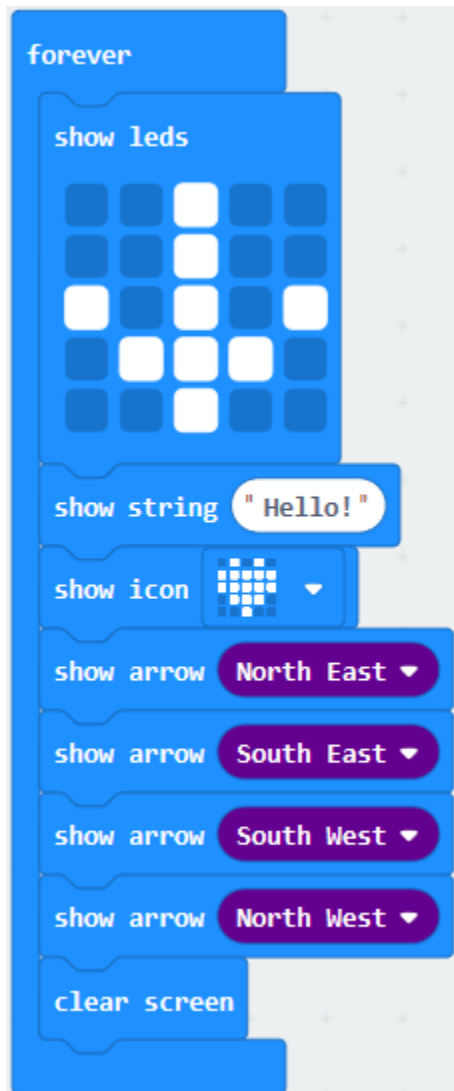 forever
show leds
show string "Hello!"
show icon
show arrow North East
show arrow South East
show arrow South West
show arrow North West
clear screen